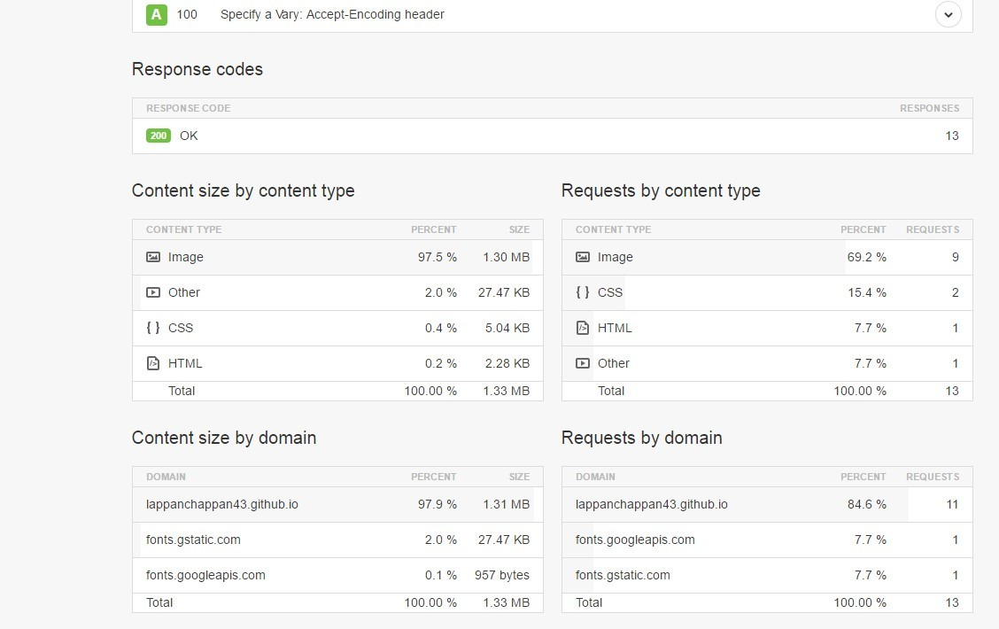 A 100 Specify a Vary: Accept-Encoding header
Response codes
RESPONSE CODE RESPONSES
200 OK 13
Content size by content type
CONTENT TYPE PERCENT SIZE
Image 97.5 % 1.30 MB
Other 2.0 % 27.47 KB
{ } CSS 0.4 % 5.04 KB
HTML 0.2 % 2.28 KB
Total 100.00 % 1.33 MB
Requests by content type
CONTENT TYPE PERCENT REQUESTS
Image 69.2 % 9
{ } CSS 15.4 % 2
HTML 7.7 % 1
Other 7.7 % 1
Total 100.00 % 13
Content size by domain
DOMAIN PERCENT SIZE
lappanchappan43.github.io 97.9 % 1.31 MB
fonts.gstatic.com 2.0 % 27.47 KB
fonts.googleapis.com 0.1 % 957 bytes
Total 100.00 % 1.33 MB
Requests by domain
DOMAIN PERCENT REQUESTS
lappanchappan43.github.io 84.6 % 11
fonts.googleapis.com 7.7 % 1
fonts.gstatic.com 7.7 % 1
Total 100.00 % 13